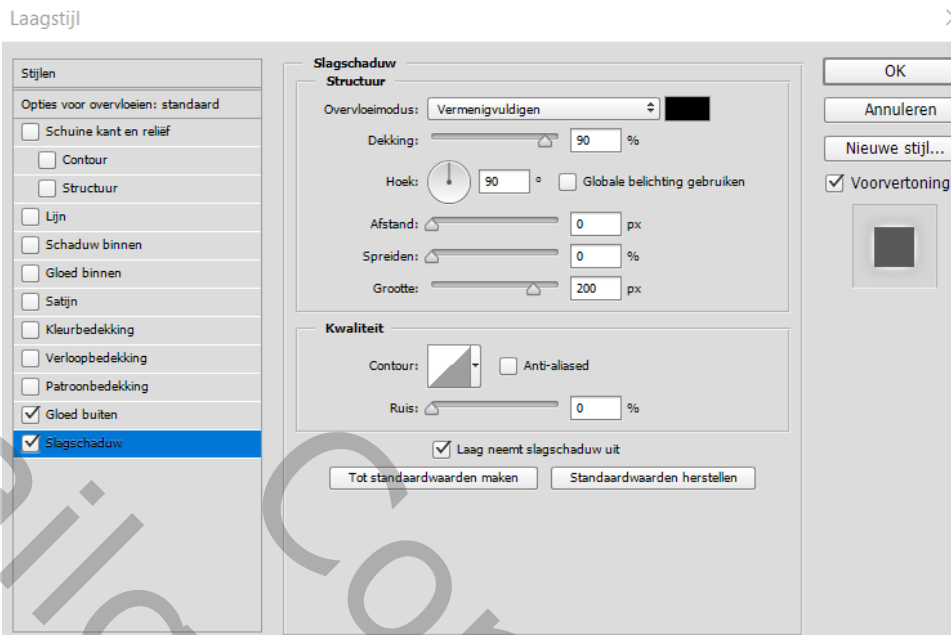 Laagstijl
Stijlen
Opties voor overvloeien: standaard
Schuine kant en reliëf
Contour
Structuur
Lijn
Schaduw binnen
Gloed binnen
Satijn
Kleurbedekking
Verloopbedekking
Patroonbedekking
Gloed buiten
Slagschaduw
Slagschaduw
Structuur
Overvloeimodus: Vermenigvuldigen
Dekking: 90 %
Hoek: 90 ° Globale belichting gebruiken
Afstand: 0 px
Spreiden: 0 %
Grootte: 200 px
Kwaliteit
Contour: Anti-aliased
Ruis: 0 %
Laag neemt slagschaduw uit
Tot standaardwaarden maken Standaardwaarden herstellen
OK
Annuleren
Nieuwe stijl...
Voorvertoning